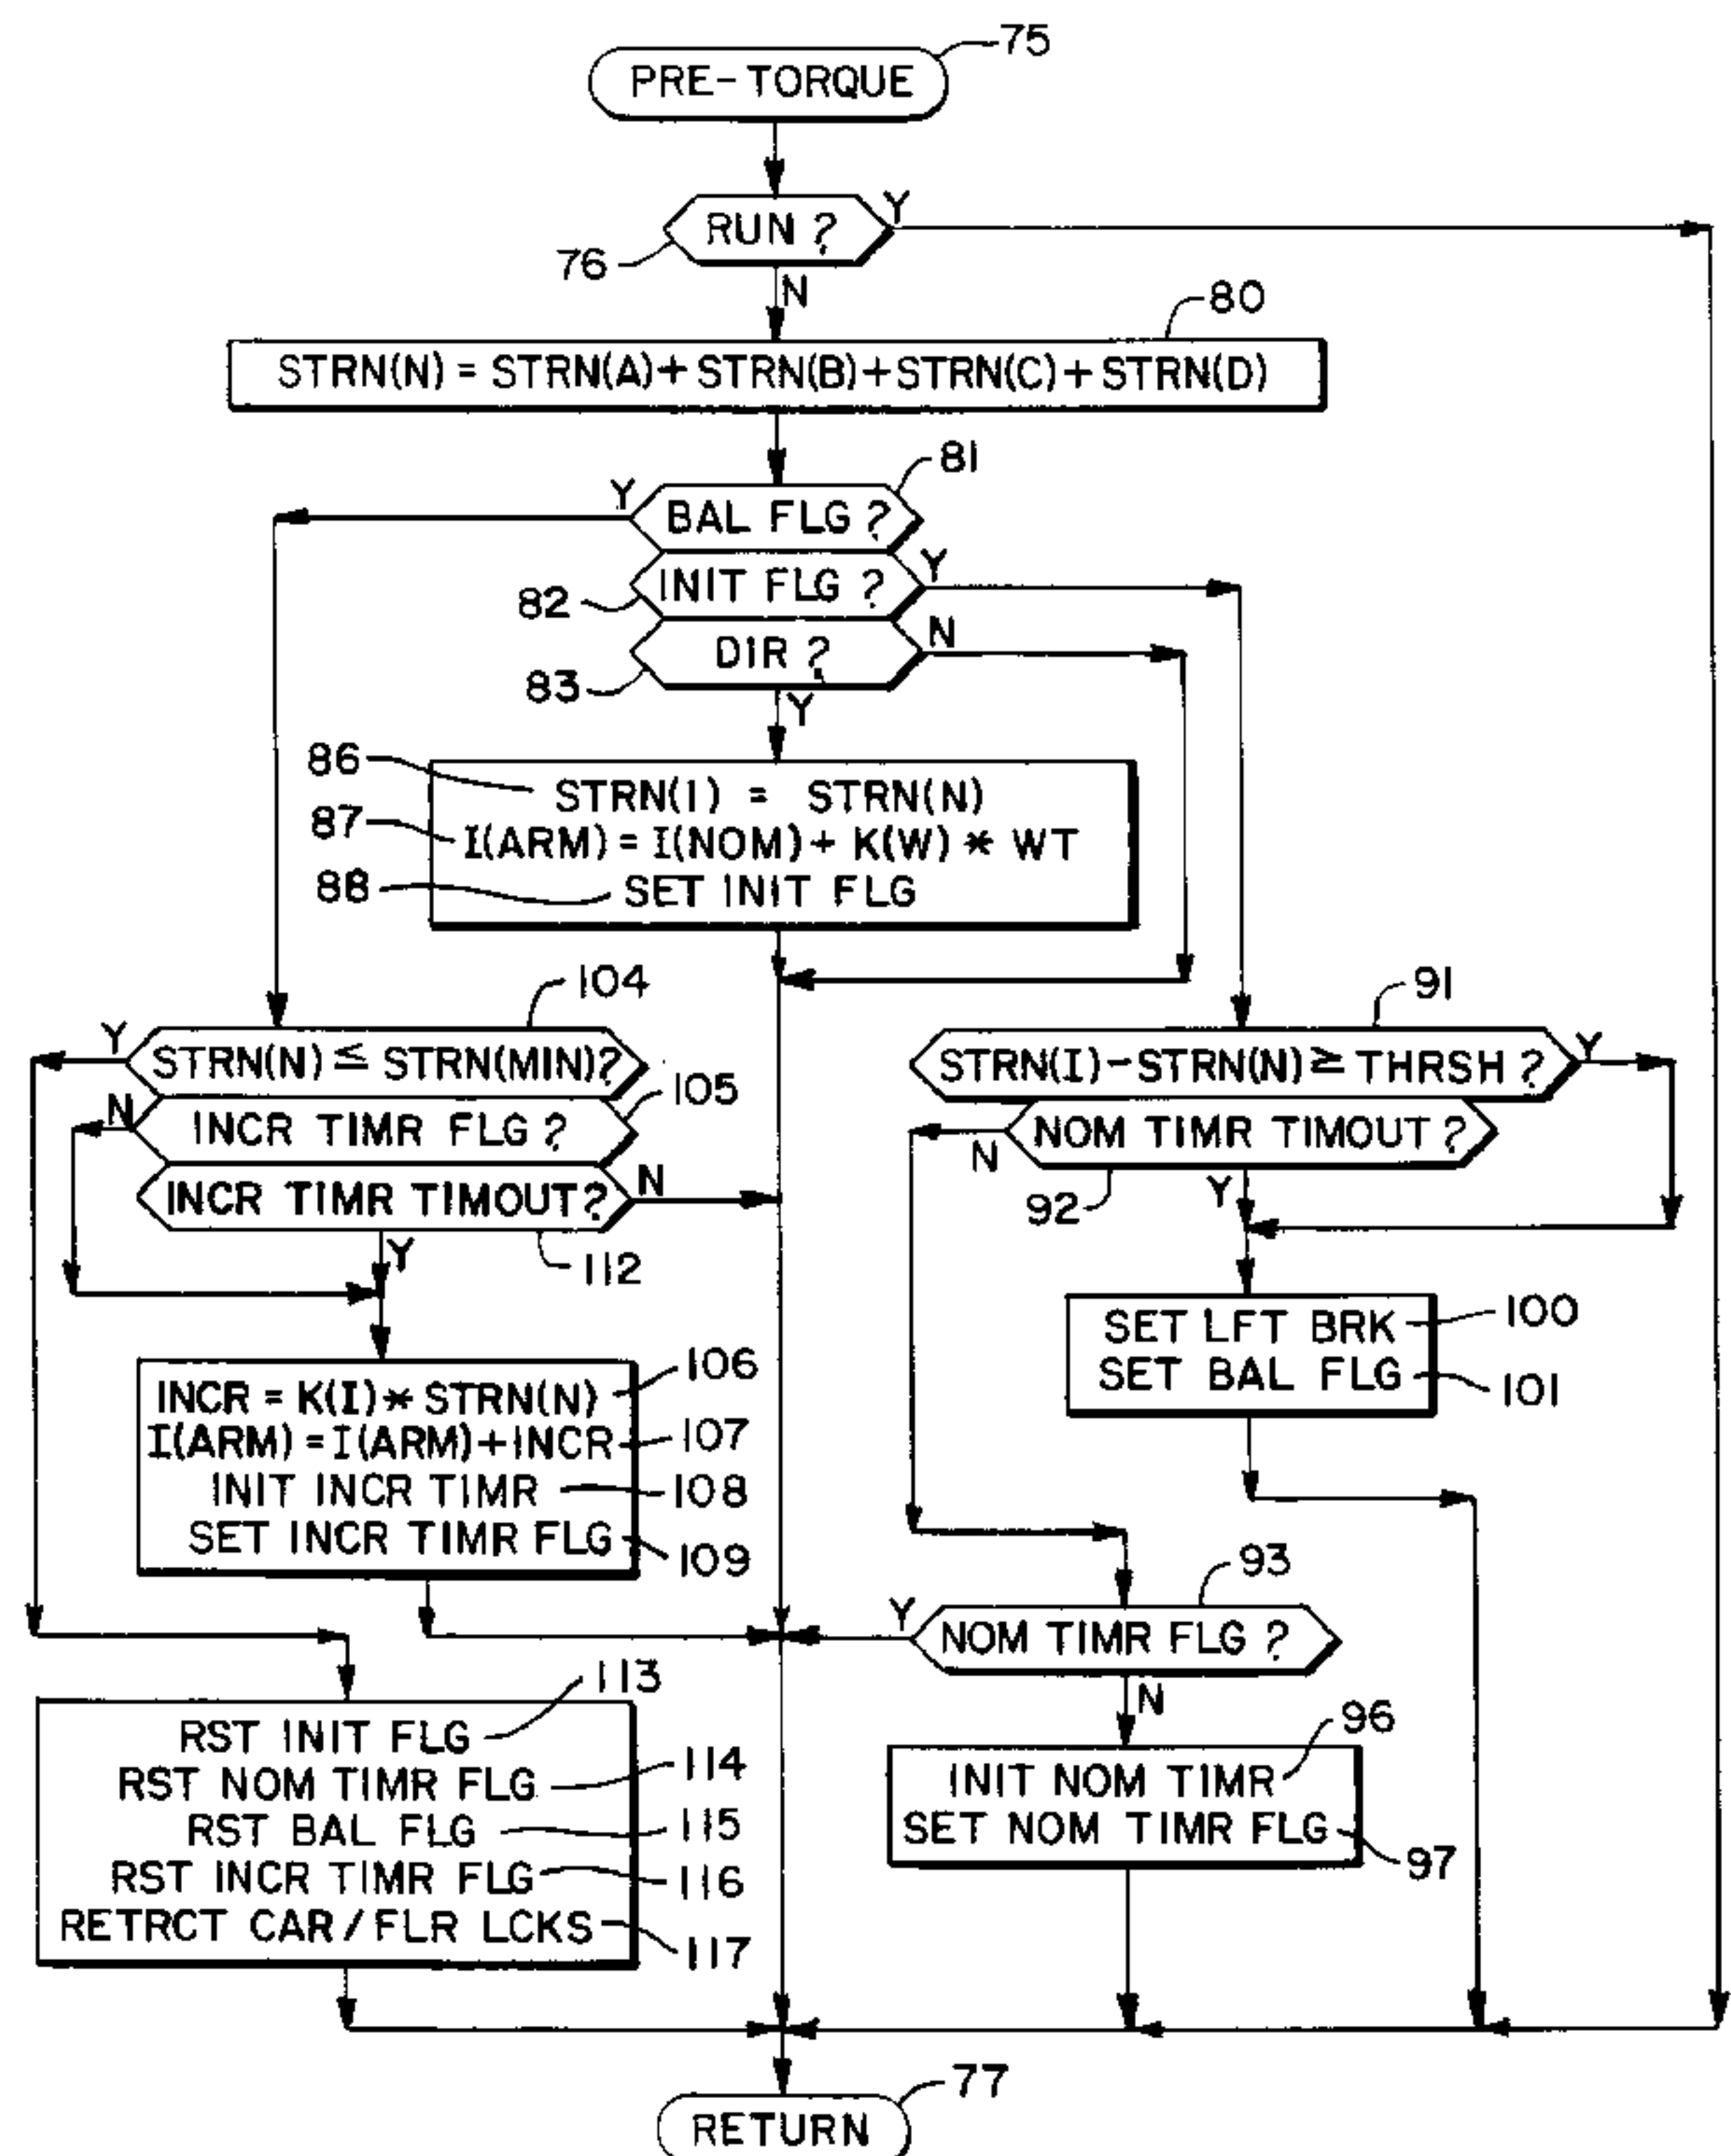 75
PRE-TORQUE
RUN ?
Y
76
N
80
STRN(N) = STRN(A)+ STRN(B)+STRN(C)+STRN(D)
81
Y
BAL FLG ?
INIT FLG ?
Y
82
DIR ?
N
83
Y
86
STRN(I) = STRN(N)
87
I(ARM) = I(NOM)+ K(W) * WT
88
SET INIT FLG
104
91
Y
STRN(N) ≤ STRN(MIN)?
STRN(I)-STRN(N) ≥ THRSH ?
Y
105
N
INCR TIMR FLG ?
NOM TIMR TIMOUT ?
N
INCR TIMR TIMOUT?
N
Y
92
Y
112
SET LFT BRK
100
SET BAL FLG
101
INCR = K(I)* STRN(N)
106
I(ARM) = I(ARM)+INCR
107
INIT INCR TIMR
108
SET INCR TIMR FLG
109
93
Y
NOM TIMR FLG ?
N
113
RST INIT FLG
RST NOM TIMR FLG
114
RST BAL FLG
115
RST INCR TIMR FLG
116
RETRCT CAR/FLR LCKS
117
96
INIT NOM TIMR
SET NOM TIMR FLG
97
77
RETURN